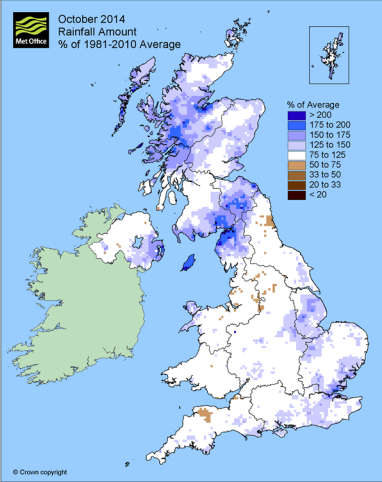 Met Office
October 2014
Rainfall Amount
% of 1981-2010 Average
% of Average
> 200
175 to 200
150 to 175
125 to 150
75 to 125
50 to 75
33 to 50
20 to 33
< 20
© Crown copyright